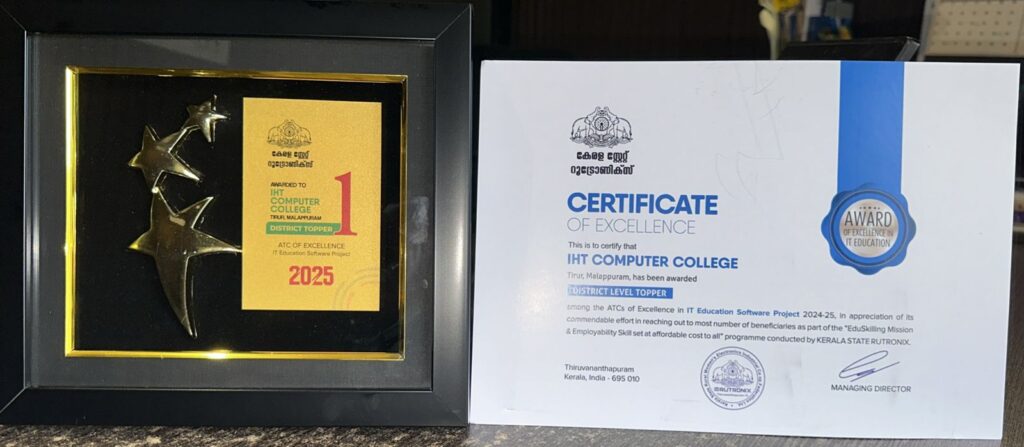 കേരള സ്റ്റേറ്റ്
റുട്രോണിക്സ്
AWARDED TO
IHT
COMPUTER
COLLEGE
TIRUR, MALAPPURAM
1
DISTRICT TOPPER
ATC OF EXCELLENCE
IT Education Software Project
2025
കേരള സ്റ്റേറ്റ്
റുട്രോണിക്സ്
CERTIFICATE
OF EXCELLENCE
This is to certify that
IHT COMPUTER COLLEGE
Tirur, Malappuram, has been awarded
DISTRICT LEVEL TOPPER
among the ATCs of Excellence in IT Education Software Project 2024-25, in appreciation of its
commendable effort in reaching out to most number of beneficiaries as part of the "EduSkilling Mission
& Employability Skill set at affordable cost to all" programme conducted by KERALA STATE RUTRONIX.
AWARD
OF EXCELLENCE IN
IT EDUCATION
Thiruvananthapuram
Kerala, India - 695 010
RUTRONIX
MANAGING DIRECTOR